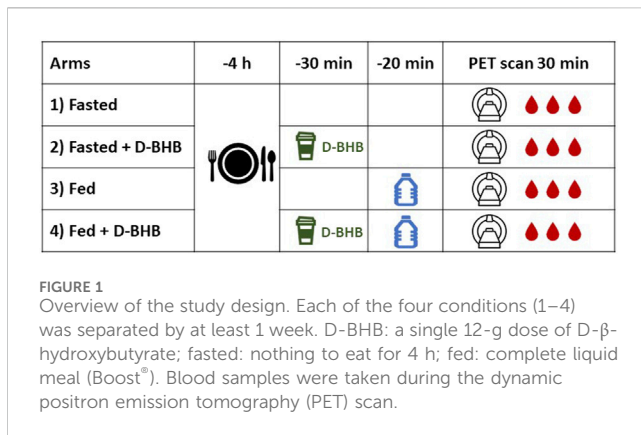 Arms -4 h -30 min -20 min PET scan 30 min
1) Fasted
2) Fasted + D-BHB D-BHB
3) Fed
4) Fed + D-BHB D-BHB
FIGURE 1
Overview of the study design. Each of the four conditions (1–4)
was separated by at least 1 week. D-BHB: a single 12-g dose of D-β-
hydroxybutyrate; fasted: nothing to eat for 4 h; fed: complete liquid
meal (Boost®). Blood samples were taken during the dynamic
positron emission tomography (PET) scan.